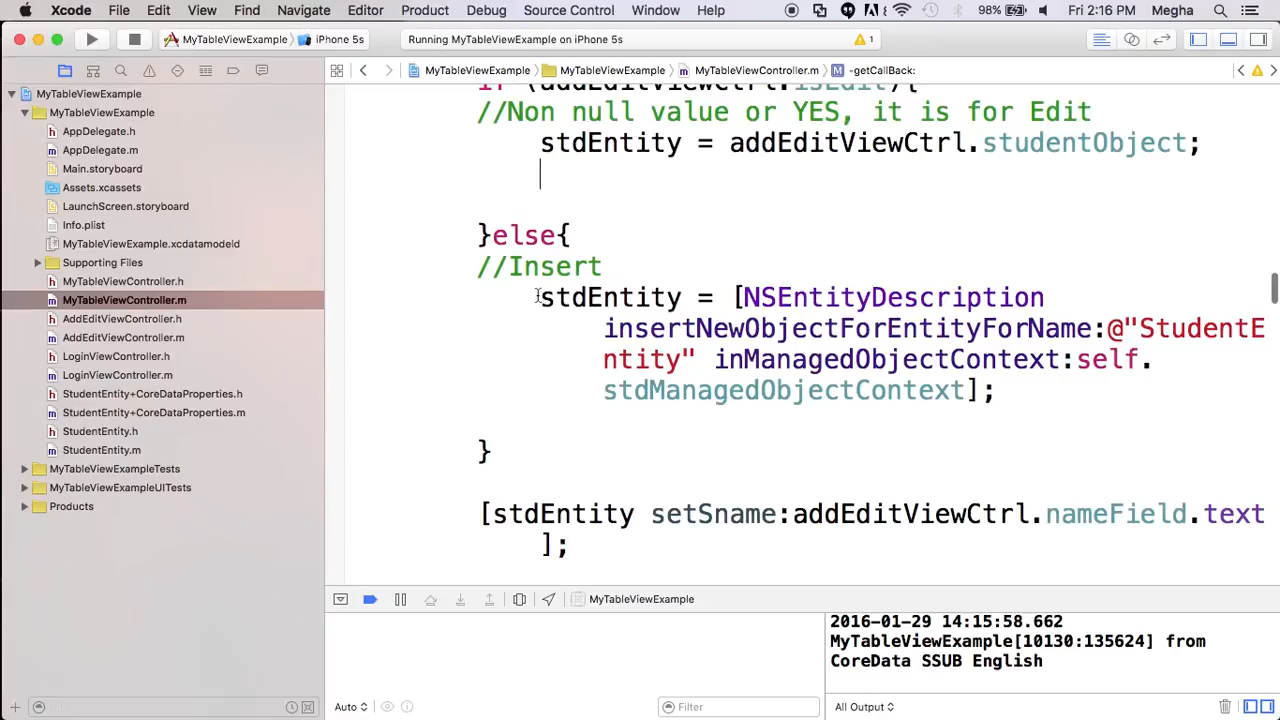 Xcode File Edit View Find Navigate Editor Product Debug Source Control Window Help 98% Fri 2:16 PM Megha
MyTableViewExample iPhone 5s Running MyTableViewExample on iPhone 5s 1
MyTableViewExample MyTableViewExample MyTableViewController.m M -getCallBack:
MyTableViewExample
MyTableViewExample
AppDelegate.h
AppDelegate.m
Main.storyboard
Assets.xcassets
LaunchScreen.storyboard
Info.plist
MyTableViewExample.xcdatamodeld
Supporting Files
MyTableViewController.h
MyTableViewController.m
AddEditViewController.h
AddEditViewController.m
LoginViewController.h
LoginViewController.m
StudentEntity+CoreDataProperties.h
StudentEntity+CoreDataProperties.m
StudentEntity.h
StudentEntity.m
MyTableViewExampleTests
MyTableViewExampleUITests
Products
if (addEditViewCtrl.isEdit){
//Non null value or YES, it is for Edit
stdEntity = addEditViewCtrl.studentObject;
}else{
//Insert
stdEntity = [NSEntityDescription
insertNewObjectForEntityForName:@"StudentE
ntity" inManagedObjectContext:self.
stdManagedObjectContext];
}
[stdEntity setSname:addEditViewCtrl.nameField.text
];
MyTableViewExample
2016-01-29 14:15:58.662
MyTableViewExample[10130:135624] from
CoreData SSUB English
Auto Filter All Output